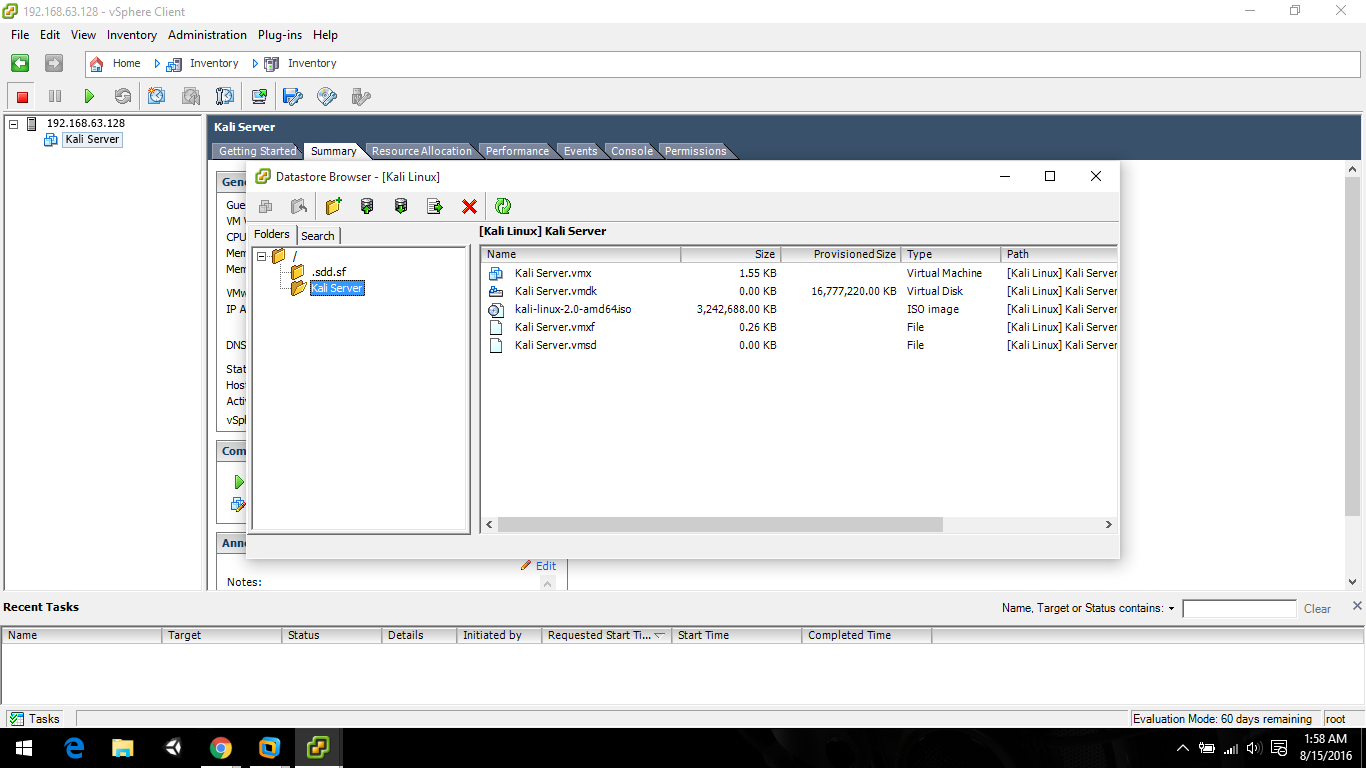 192.168.63.128 - vSphere Client
File Edit View Inventory Administration Plug-ins Help
Home Inventory Inventory
192.168.63.128
Kali Server
Kali Server
Getting Started Summary Resource Allocation Performance Events Console Permissions
Datastore Browser - [Kali Linux]
Folders Search
/
.sdd.sf
Kali Server
[Kali Linux] Kali Server
Name Size Provisioned Size Type Path
Kali Server.vmx 1.55 KB Virtual Machine [Kali Linux] Kali Server
Kali Server.vmdk 0.00 KB 16,777,220.00 KB Virtual Disk [Kali Linux] Kali Server
kali-linux-2.0-amd64.iso 3,242,688.00 KB ISO image [Kali Linux] Kali Server
Kali Server.vmxf 0.26 KB File [Kali Linux] Kali Server
Kali Server.vmsd 0.00 KB File [Kali Linux] Kali Server
Gene
Gue
VM V
CPU
Mem
Mem
VMw
IP A
DNS
Stat
Host
Acti
vSph
Com
Anno
Edit
Notes:
Recent Tasks
Name, Target or Status contains: Clear
Name Target Status Details Initiated by Requested Start Ti... Start Time Completed Time
Tasks Evaluation Mode: 60 days remaining root
1:58 AM
8/15/2016